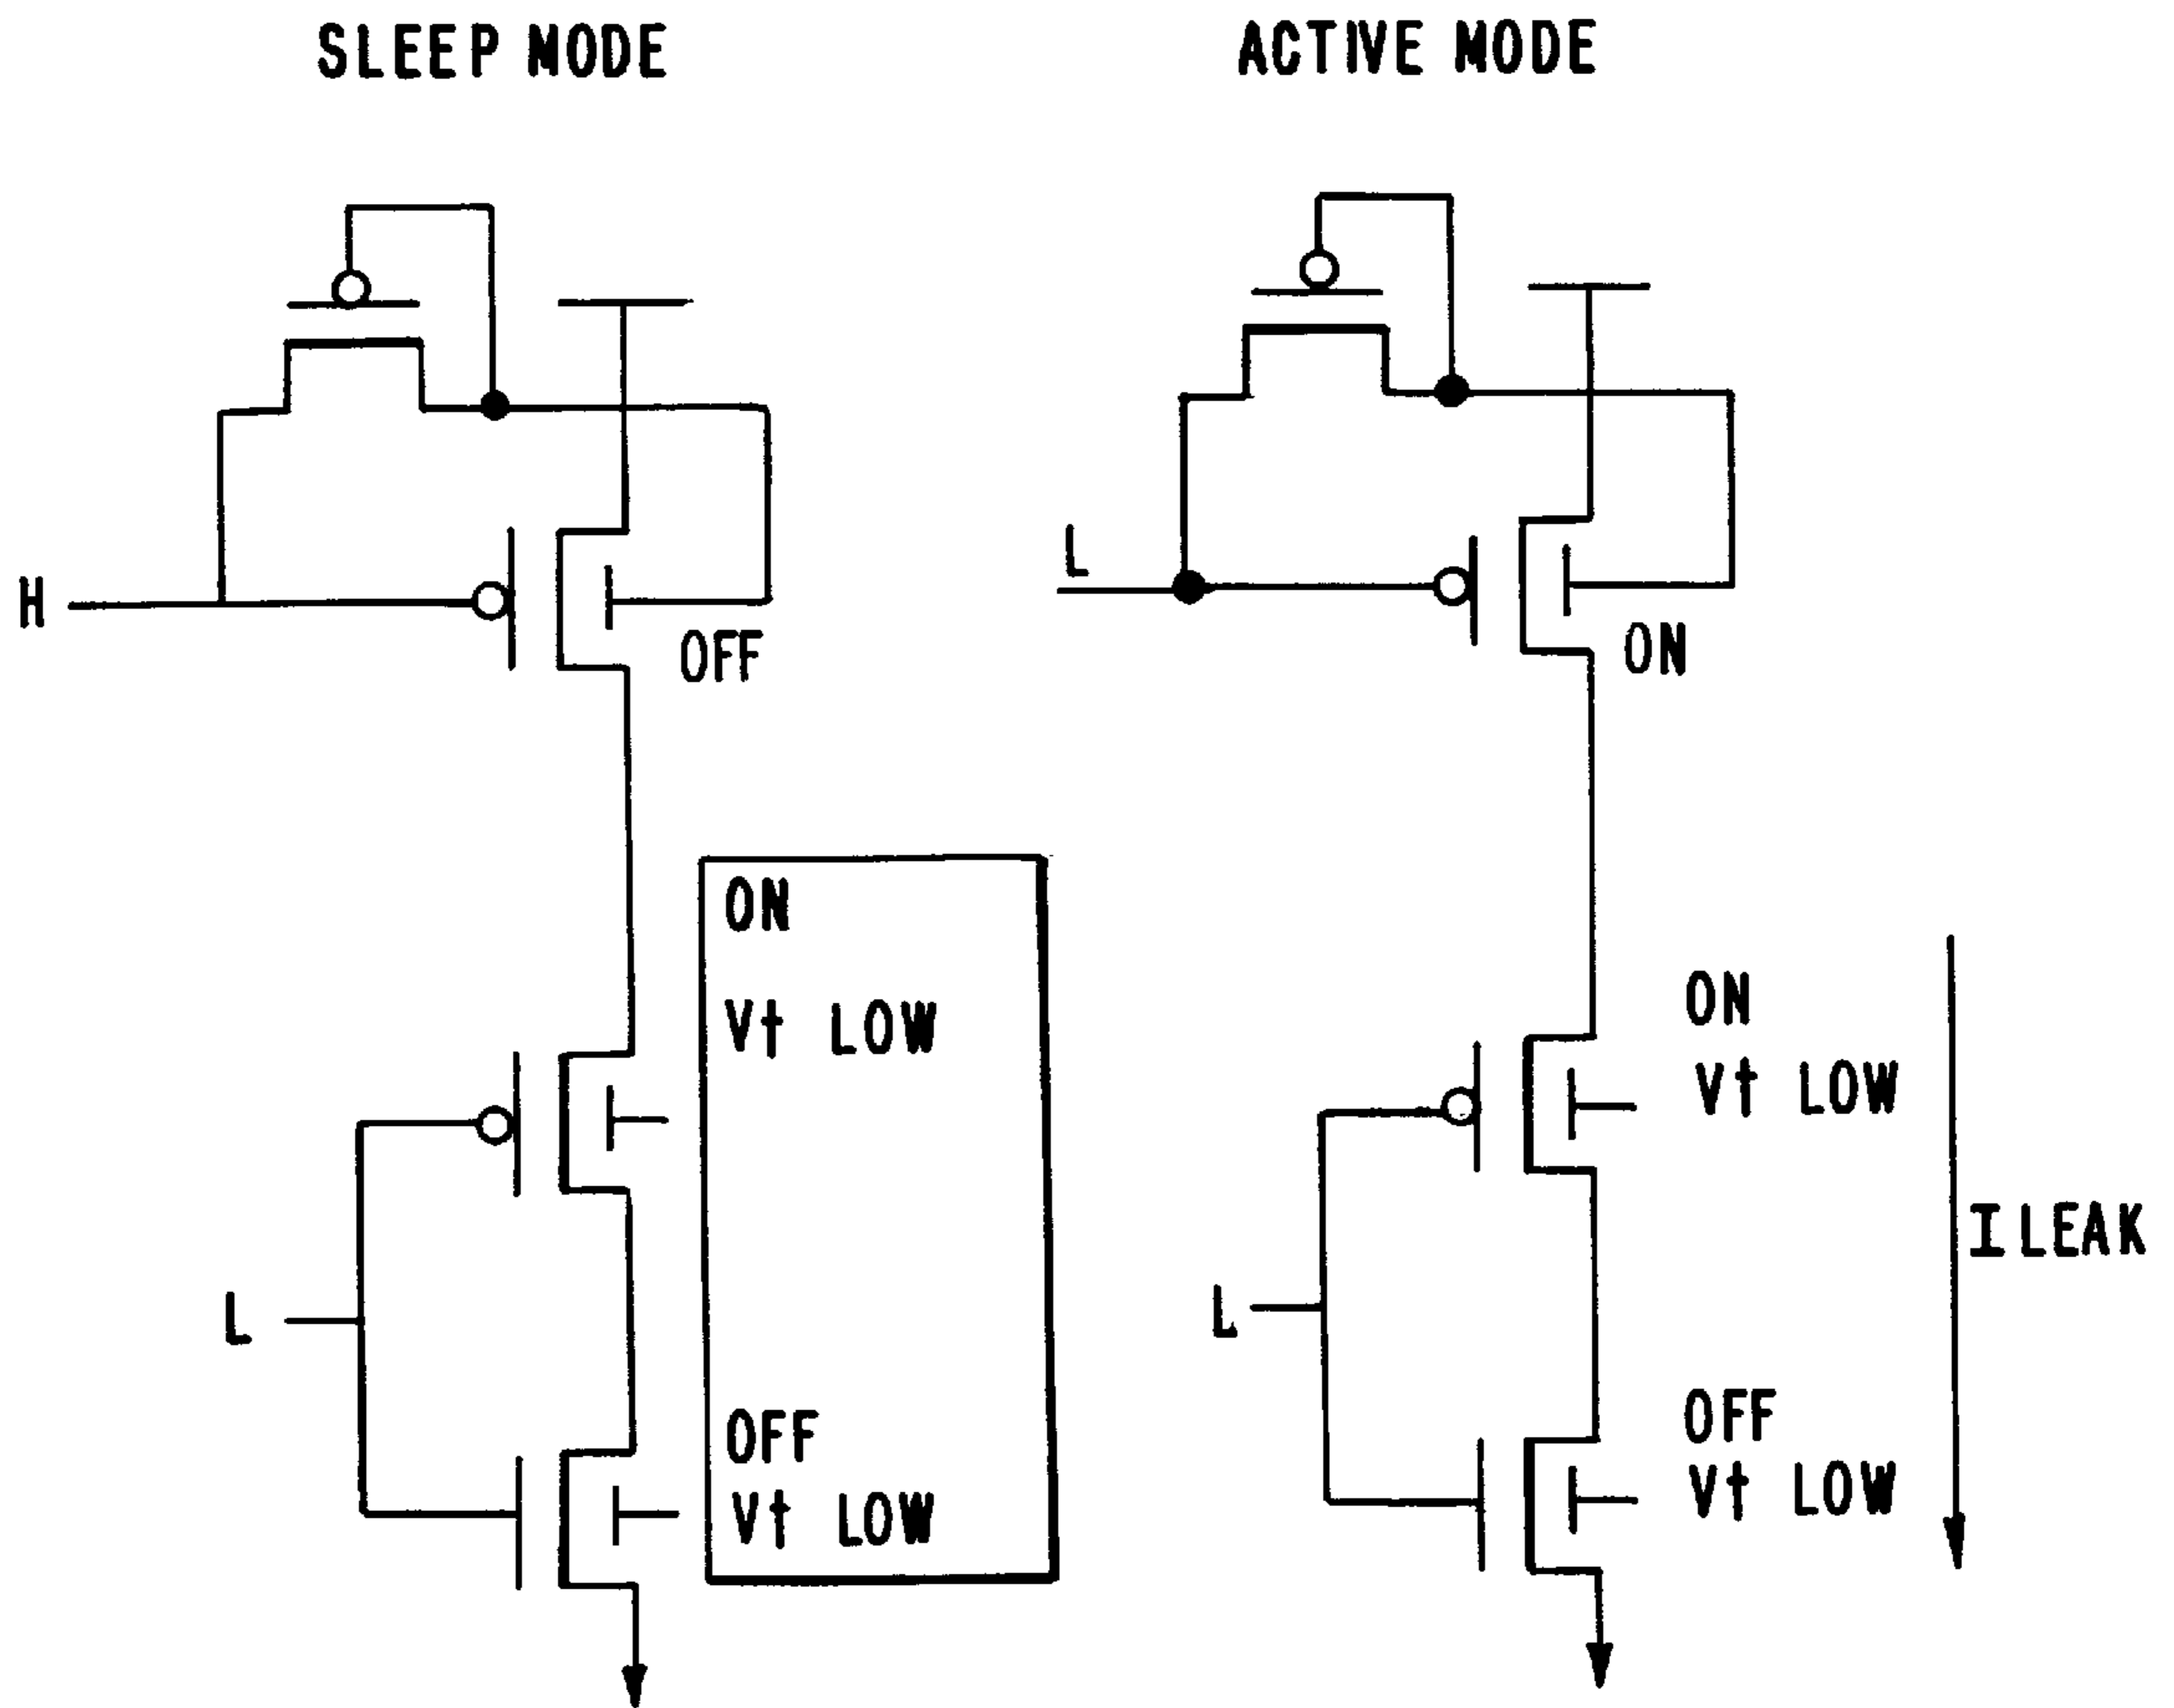 SLEEP MODE
ACTIVE MODE
H
OFF
L
ON
ON
Vt LOW
L
OFF
Vt LOW
ON
Vt LOW
I LEAK
L
OFF
Vt LOW